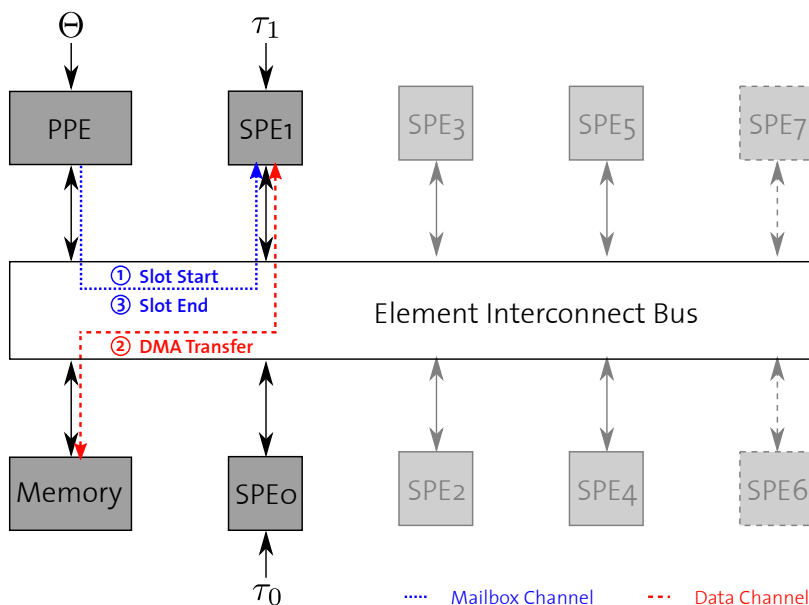 Θ τ₁
PPE SPE1 SPE3 SPE5 SPE7
① Slot Start
③ Slot End
Element Interconnect Bus
② DMA Transfer
Memory SPE0 SPE2 SPE4 SPE6
τ₀
Mailbox Channel Data Channel